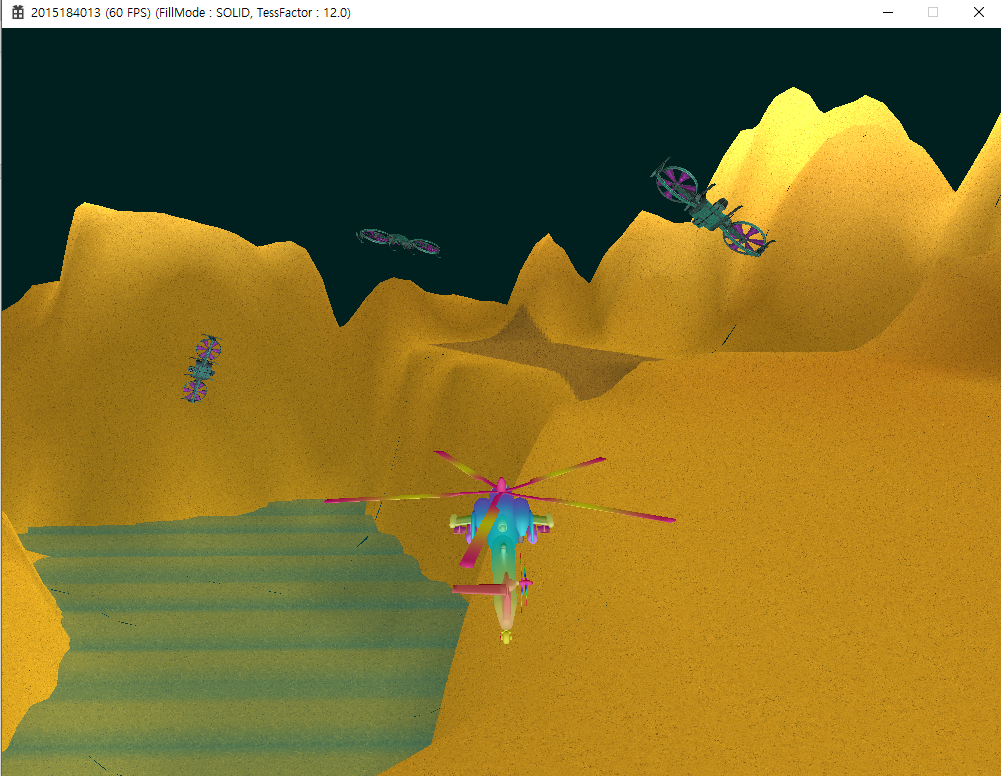 2015184013 (60 FPS) (FillMode : SOLID, TessFactor : 12.0)